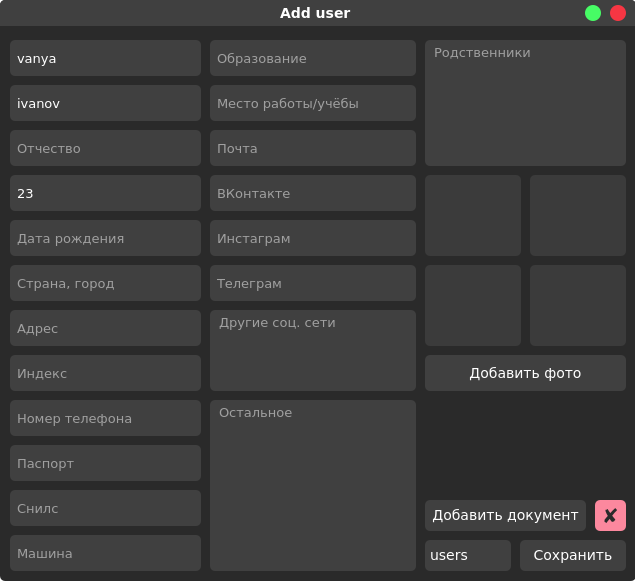 Add user
vanya
ivanov
Отчество
23
Дата рождения
Страна, город
Адрес
Индекс
Номер телефона
Паспорт
Снилс
Машина
Образование
Место работы/учёбы
Почта
ВКонтакте
Инстаграм
Телеграм
Другие соц. сети
Остальное
Родственники
Добавить фото
Добавить документ ✘
users
Сохранить